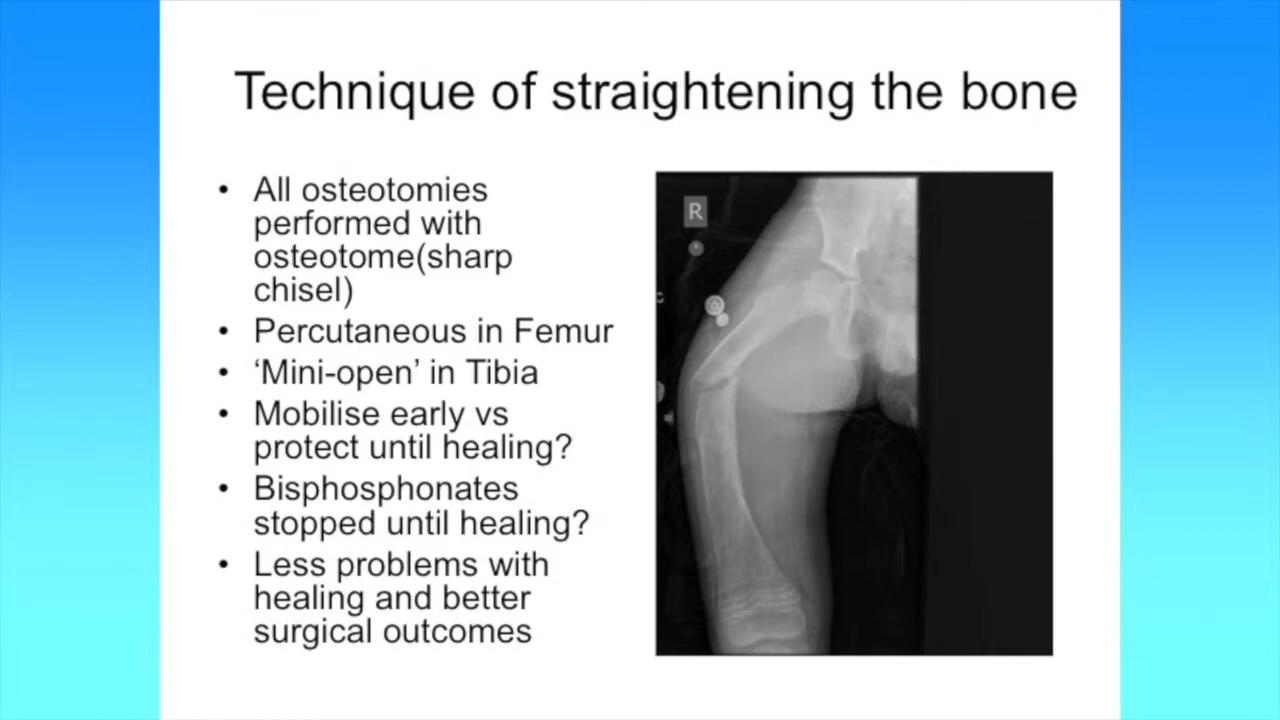 Technique of straightening the bone
• All osteotomies
performed with
osteotome(sharp
chisel)
• Percutaneous in Femur
• ‘Mini-open’ in Tibia
• Mobilise early vs
protect until healing?
• Bisphosphonates
stopped until healing?
• Less problems with
healing and better
surgical outcomes
R